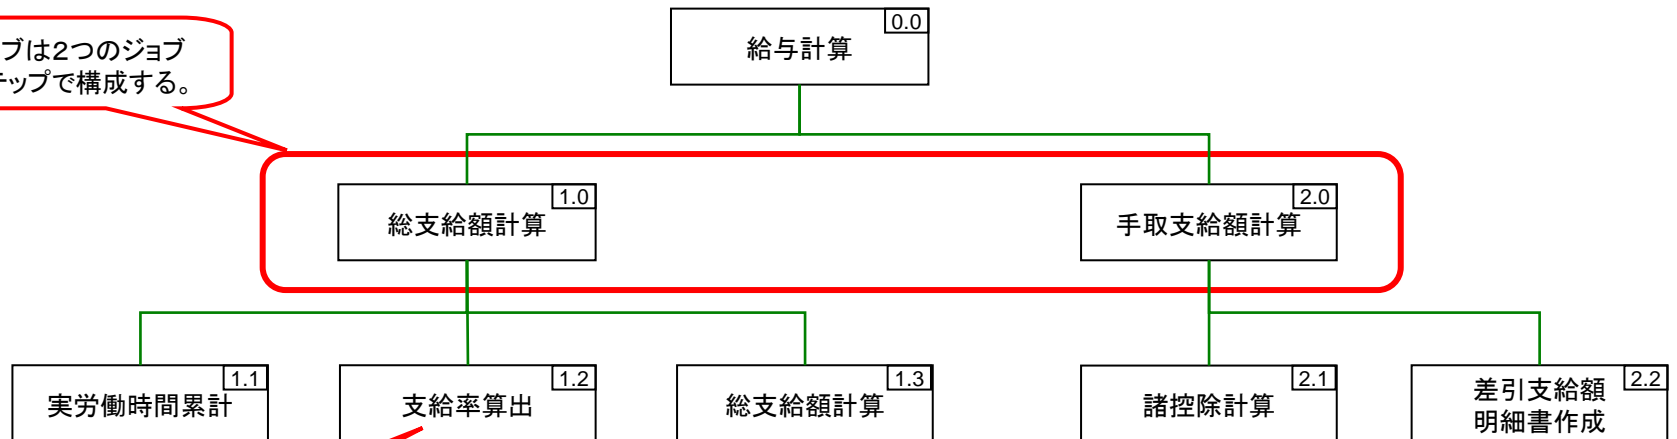 0.0
給与計算
ブは２つのジョブ
テップで構成する。
1.0
総支給額計算
2.0
手取支給額計算
1.1
実労働時間累計
1.2
支給率算出
1.3
総支給額計算
2.1
諸控除計算
2.2
差引支給額
明細書作成